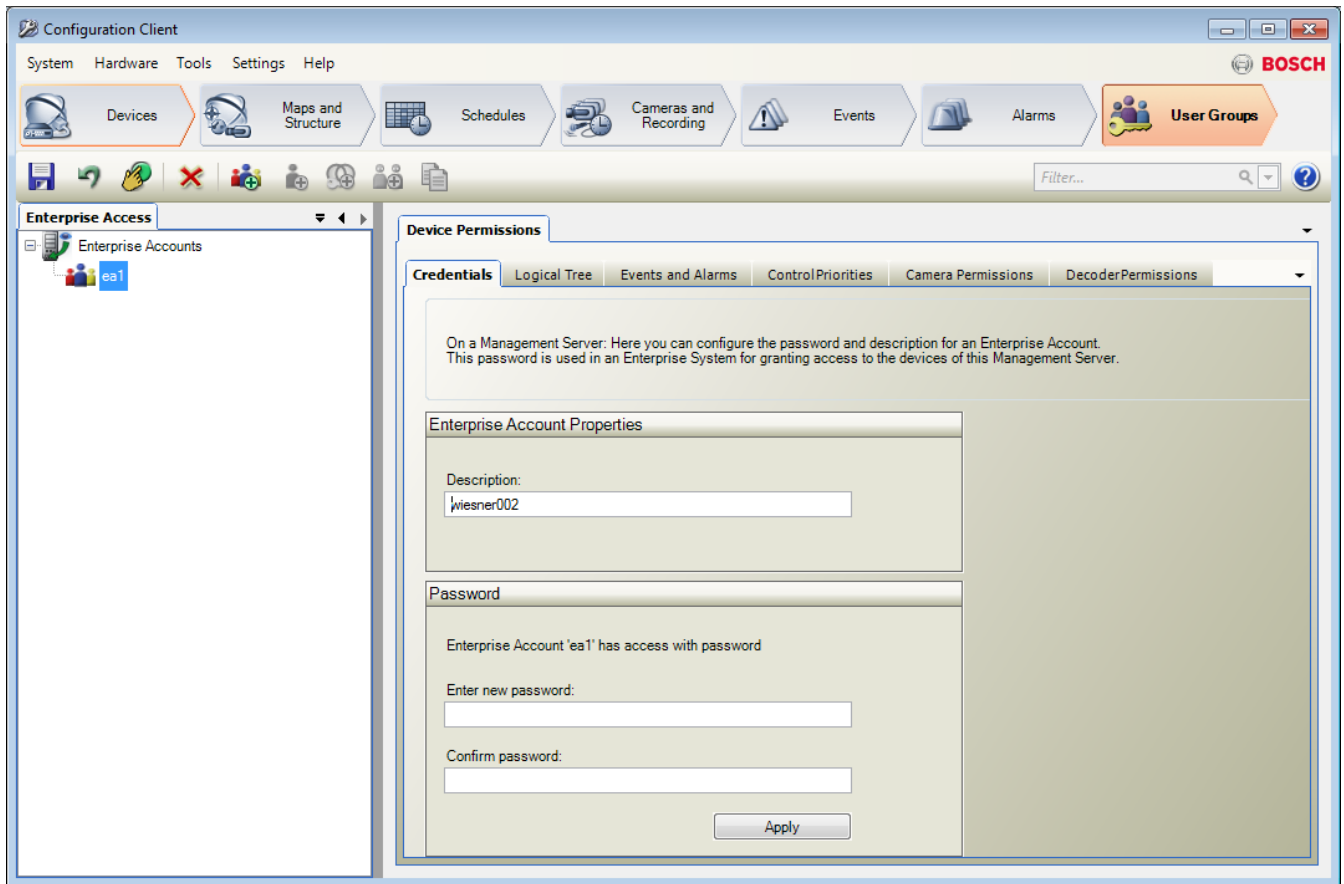 Configuration Client
System Hardware Tools Settings Help
BOSCH
Devices
Maps and
Structure
Schedules
Cameras and
Recording
Events
Alarms
User Groups
Filter...
Enterprise Access
Enterprise Accounts
ea1
Device Permissions
Credentials Logical Tree Events and Alarms ControlPriorities Camera Permissions DecoderPermissions
On a Management Server: Here you can configure the password and description for an Enterprise Account.
This password is used in an Enterprise System for granting access to the devices of this Management Server.
Enterprise Account Properties
Description:
wiesner002
Password
Enterprise Account 'ea1' has access with password
Enter new password:
Confirm password:
Apply